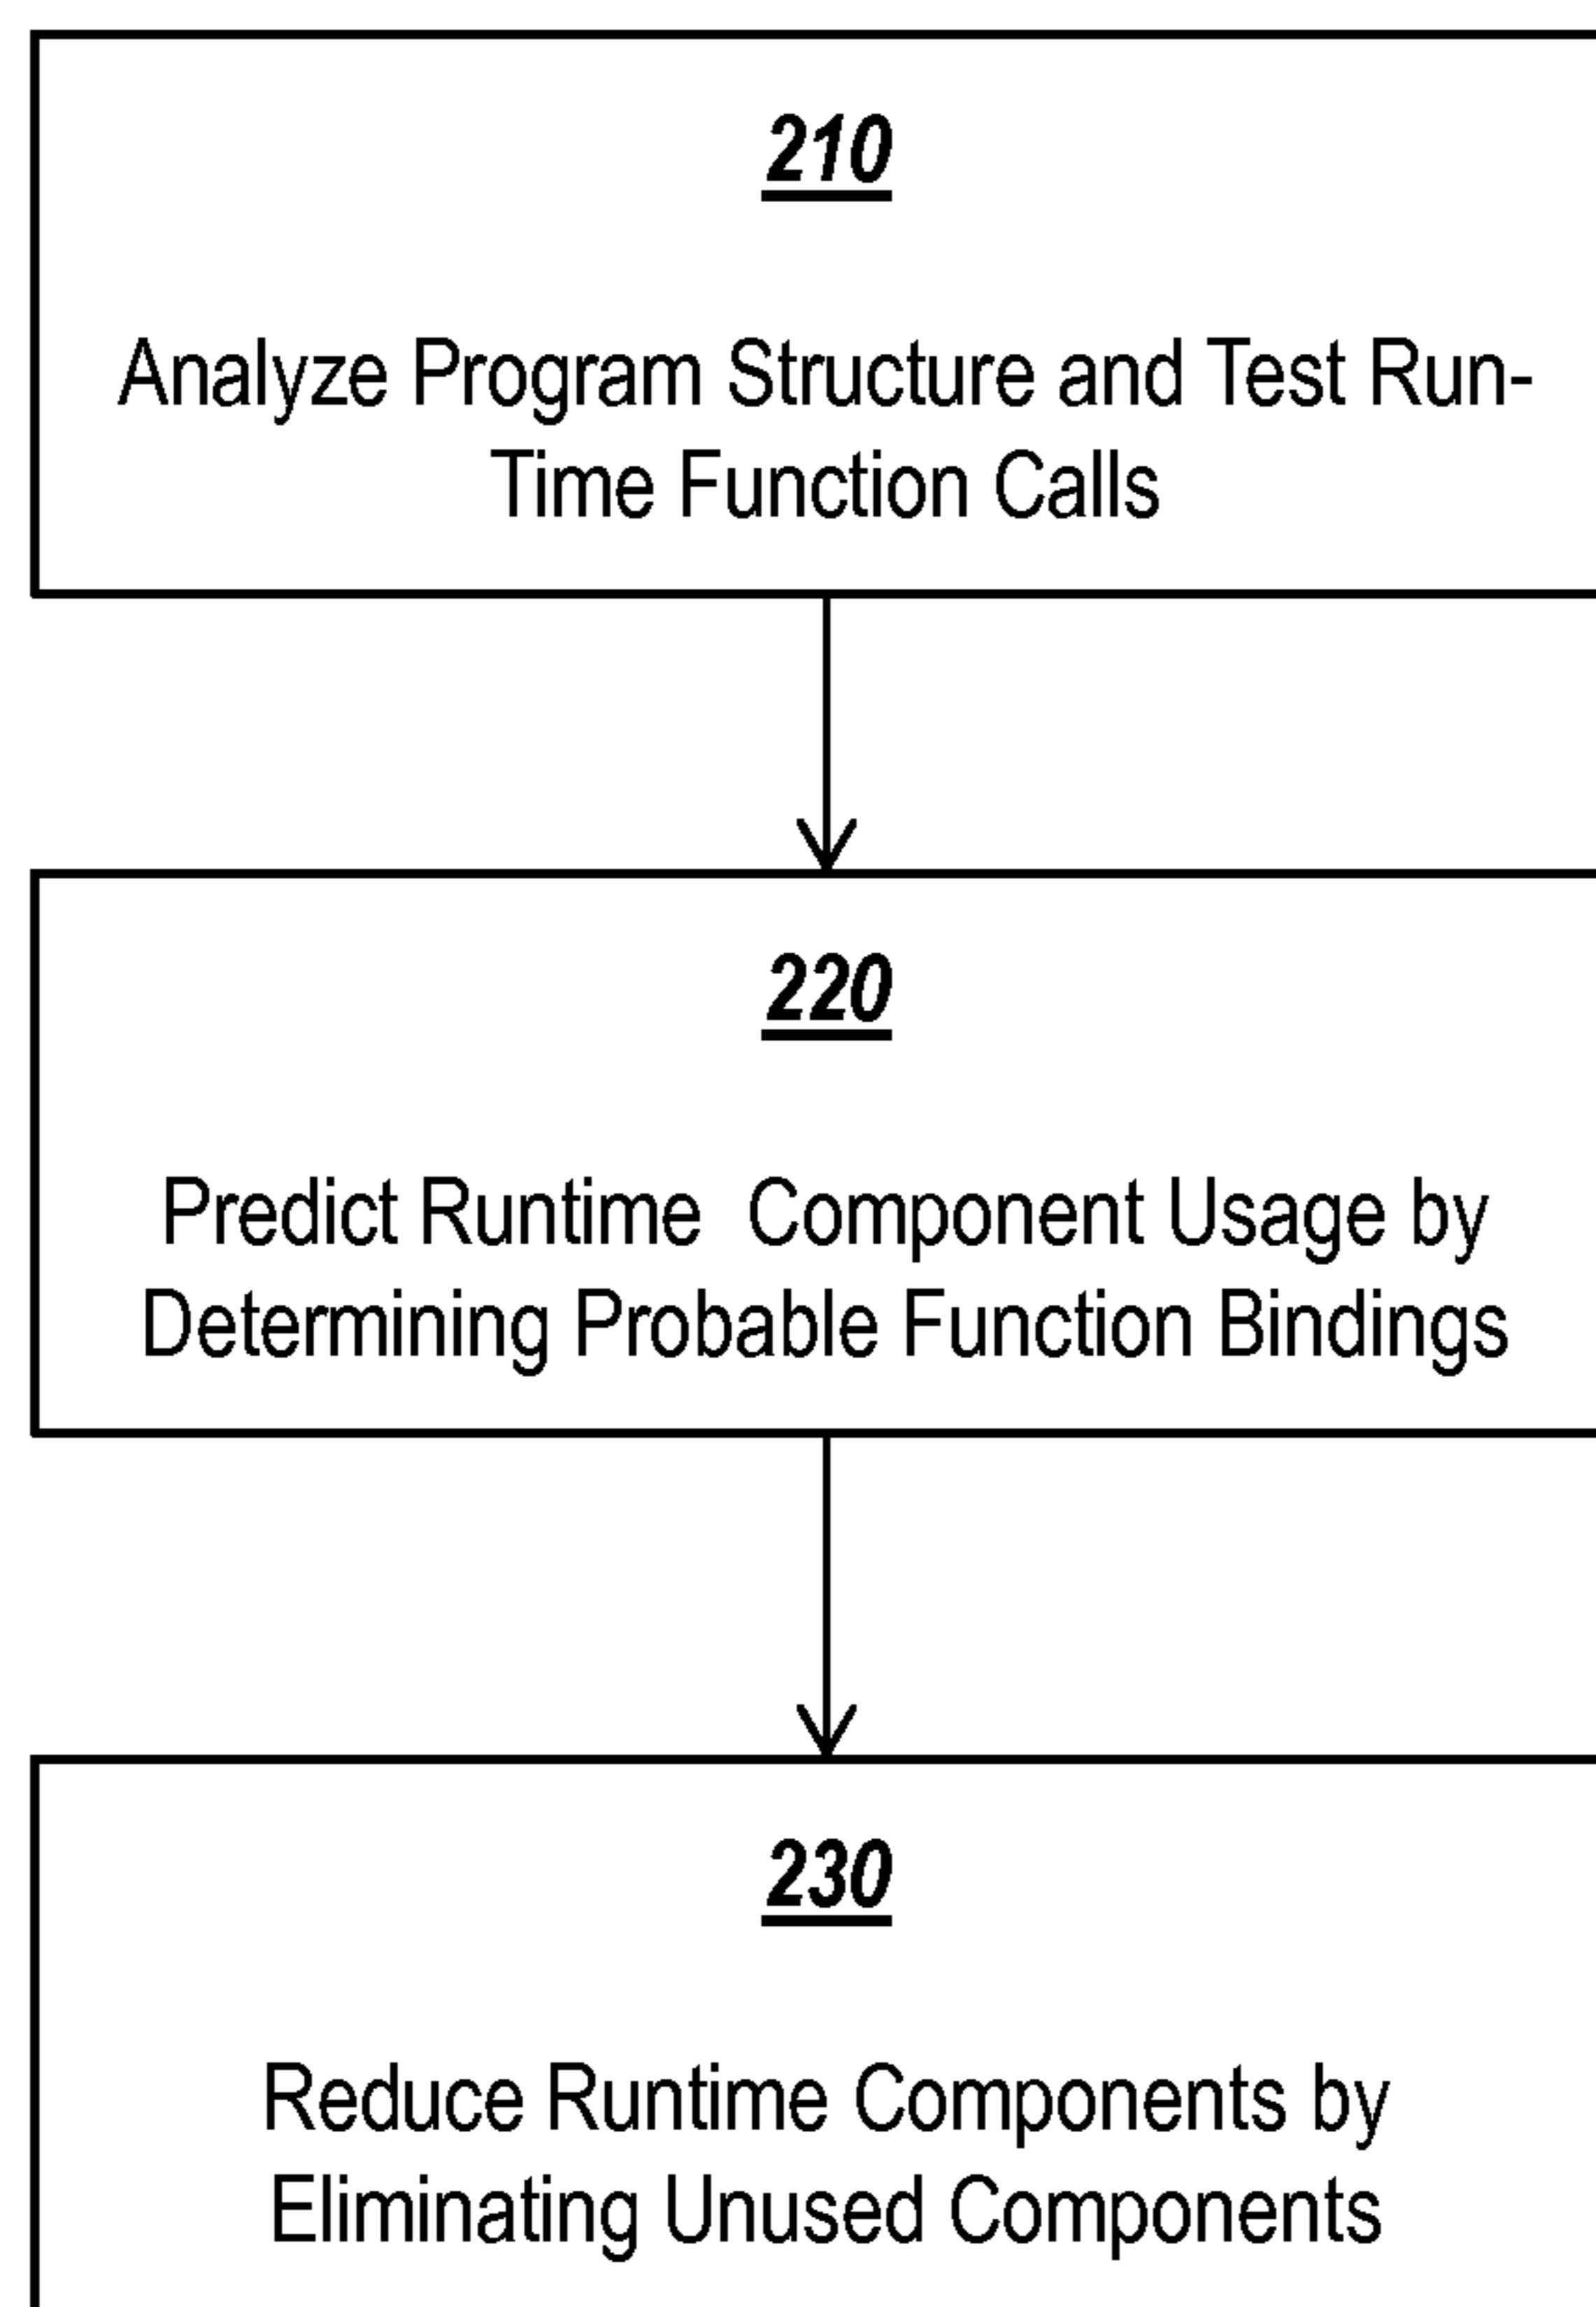 210
Analyze Program Structure and Test Run-
Time Function Calls
220
Predict Runtime Component Usage by
Determining Probable Function Bindings
230
Reduce Runtime Components by
Eliminating Unused Components